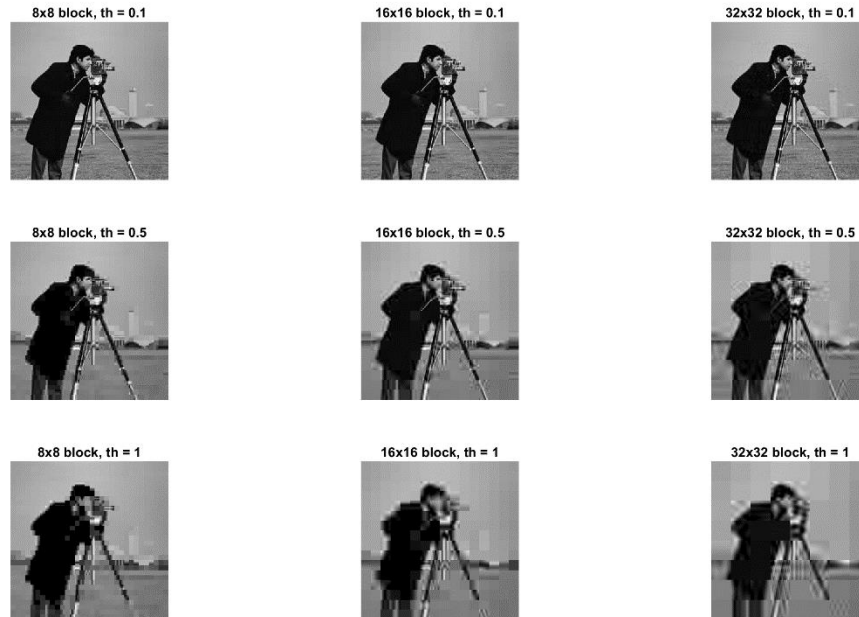 8x8 block, th = 0.1
16x16 block, th = 0.1
32x32 block, th = 0.1
8x8 block, th = 0.5
16x16 block, th = 0.5
32x32 block, th = 0.5
8x8 block, th = 1
16x16 block, th = 1
32x32 block, th = 1